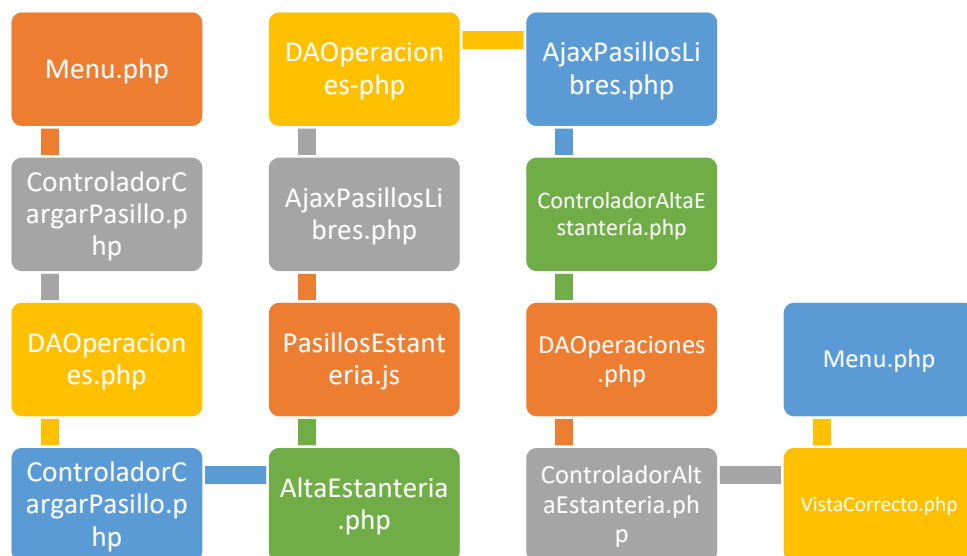 Menu.php
ControladorC
argarPasillo.p
hp
DAOperacion
es.php
ControladorC
argarPasillo.p
hp
AltaEstanteria
.php
PasillosEstant
eria.js
AjaxPasillosLi
bres.php
DAOperacion
es-php
AjaxPasillosLi
bres.php
ControladorAltaE
stantería.php
DAOperaciones
.php
ControladorAlt
aEstanteria.ph
p
VistaCorrecto.php
Menu.php